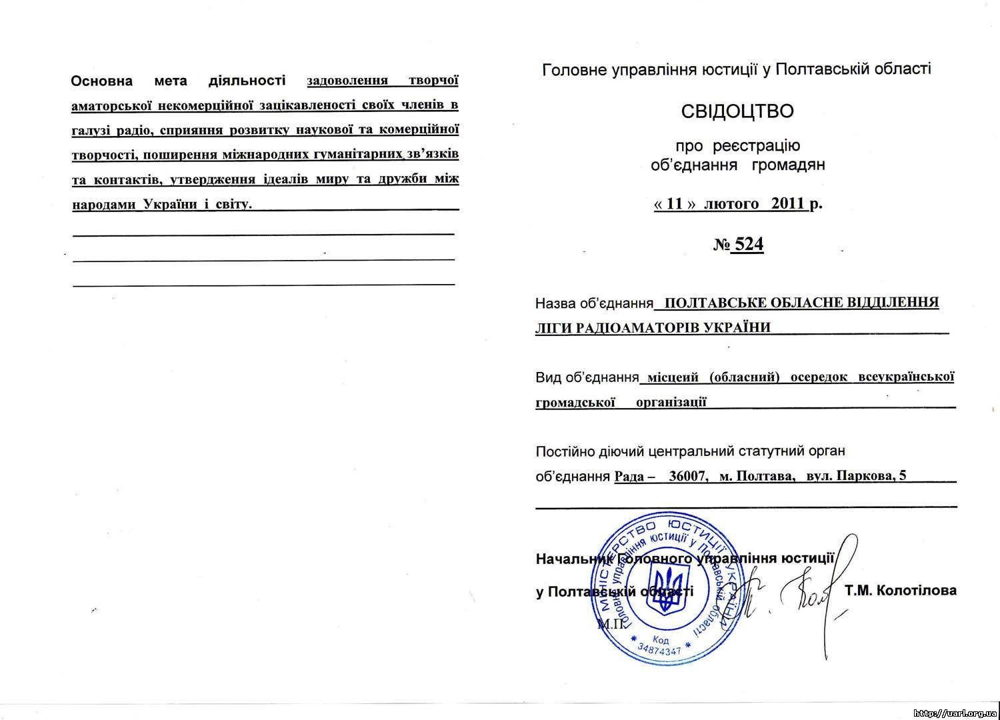 Основна мета діяльності задоволення творчої
аматорської некомерційної зацікавленості своїх членів в
галузі радіо, сприяння розвитку наукової та комерційної
творчості, поширення міжнародних гуманітарних зв’язків
та контактів, утвердження ідеалів миру та дружби між
народами України і світу.
Головне управління юстиції у Полтавській області
СВІДОЦТВО
про реєстрацію
об’єднання громадян
« 11 » лютого 2011 р.
№ 524
Назва об’єднання ПОЛТАВСЬКЕ ОБЛАСНЕ ВІДДІЛЕННЯ
ЛІГИ РАДІОАМАТОРІВ УКРАЇНИ
Вид об’єднання місцеий (обласний) осередок всеукраїнської
громадської організації
Постійно діючий центральний статутний орган
об’єднання Рада – 36007, м. Полтава, вул. Паркова, 5
Начальник Головного управління юстиції
у Полтавській області Т.М. Колотілова
М.П.
МІНІСТЕРСТВО ЮСТИЦІЇ УКРАЇНИ
Головне управління юстиції у Полтавській області
Код
* 34874347 *
http://uarl.org.ua